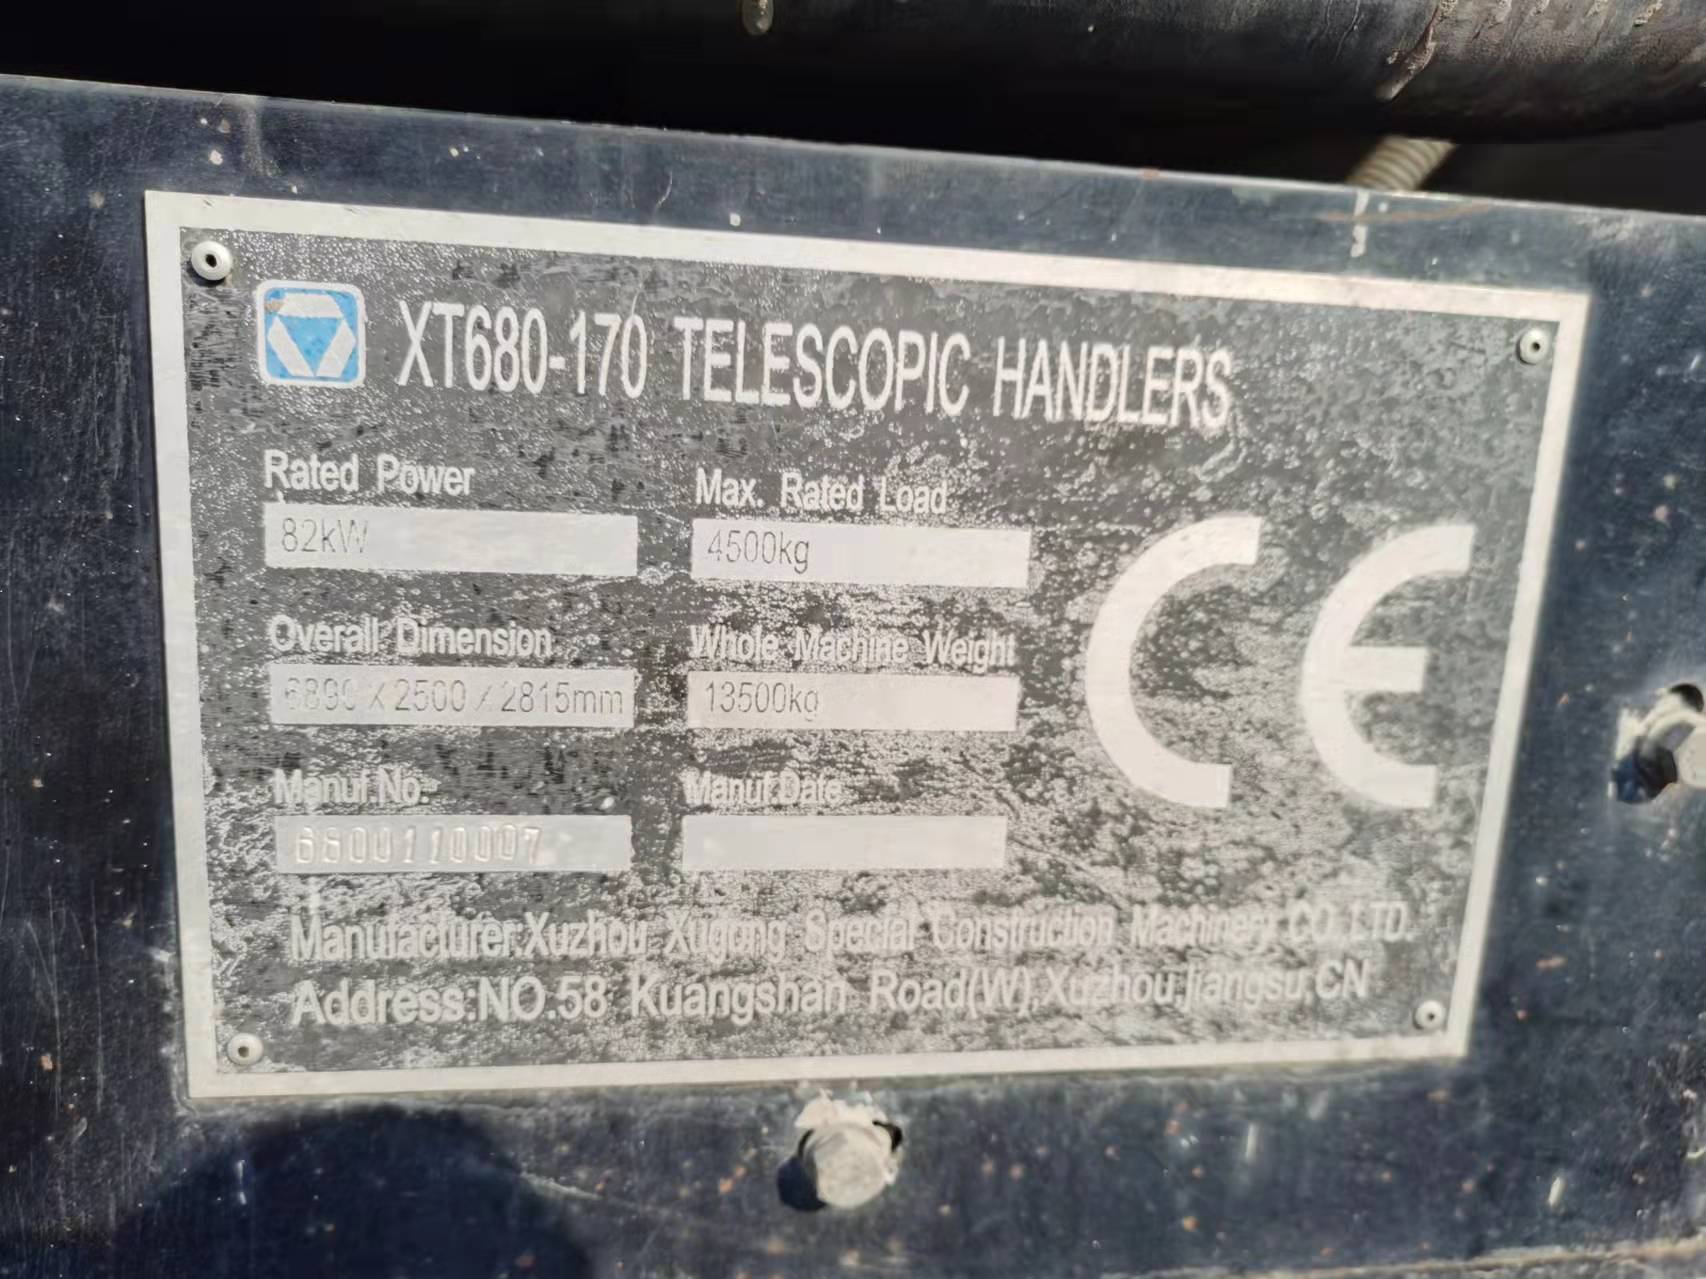 XT680-170 TELESCOPIC HANDLERS
Rated Power
Max. Rated Load
82kW
4500kg
Overall Dimension
Whole Machine Weight
6890 x 2500 x 2815mm
13500kg
Manuf.No.
Manuf.Date
6800110007
CE
Manufacturer:Xuzhou Xugong Special Construction Machinery CO.,LTD.
Address:NO.58 Kuangshan Road(W),Xuzhou,Jiangsu,CN